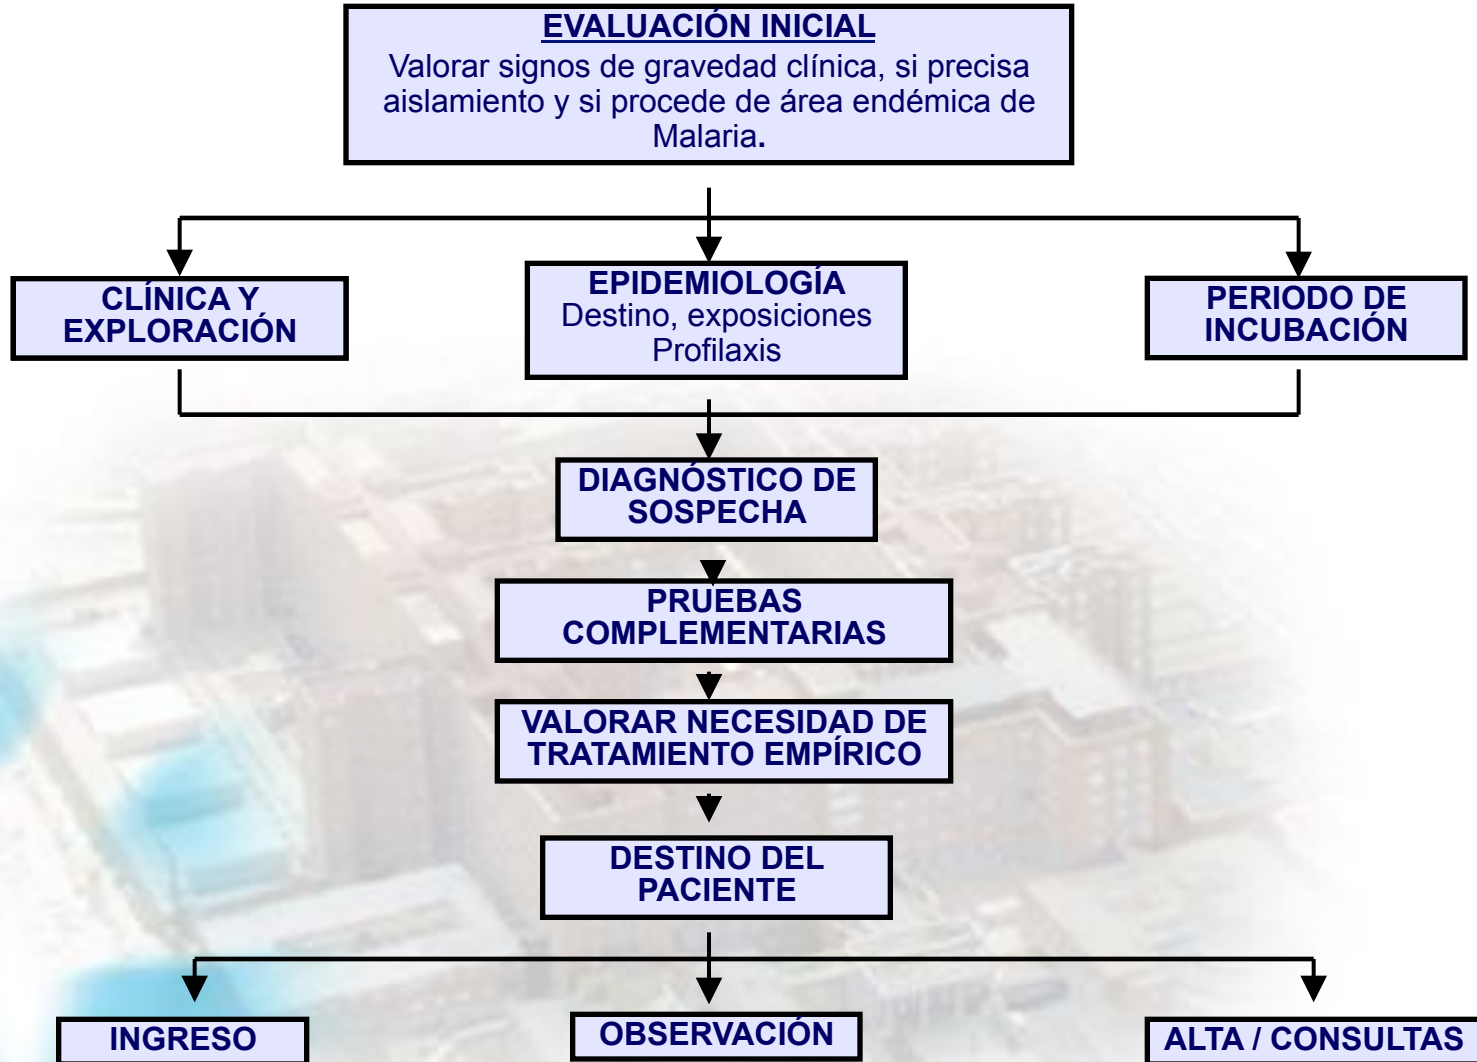 EVALUACIÓN INICIAL
Valorar signos de gravedad clínica, si precisa
aislamiento y si procede de área endémica de
Malaria.
CLÍNICA Y
EXPLORACIÓN
EPIDEMIOLOGÍA
Destino, exposiciones
Profilaxis
PERIODO DE
INCUBACIÓN
DIAGNÓSTICO DE
SOSPECHA
PRUEBAS
COMPLEMENTARIAS
VALORAR NECESIDAD DE
TRATAMIENTO EMPÍRICO
DESTINO DEL
PACIENTE
INGRESO
OBSERVACIÓN
ALTA / CONSULTAS